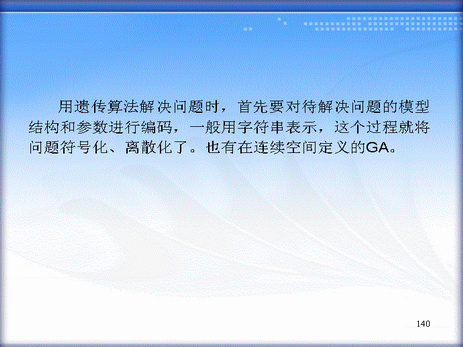 用遗传算法解决问题时，首先要对待解决问题的模型
结构和参数进行编码，一般用字符串表示，这个过程就将
问题符号化、离散化了。也有在连续空间定义的GA。
140